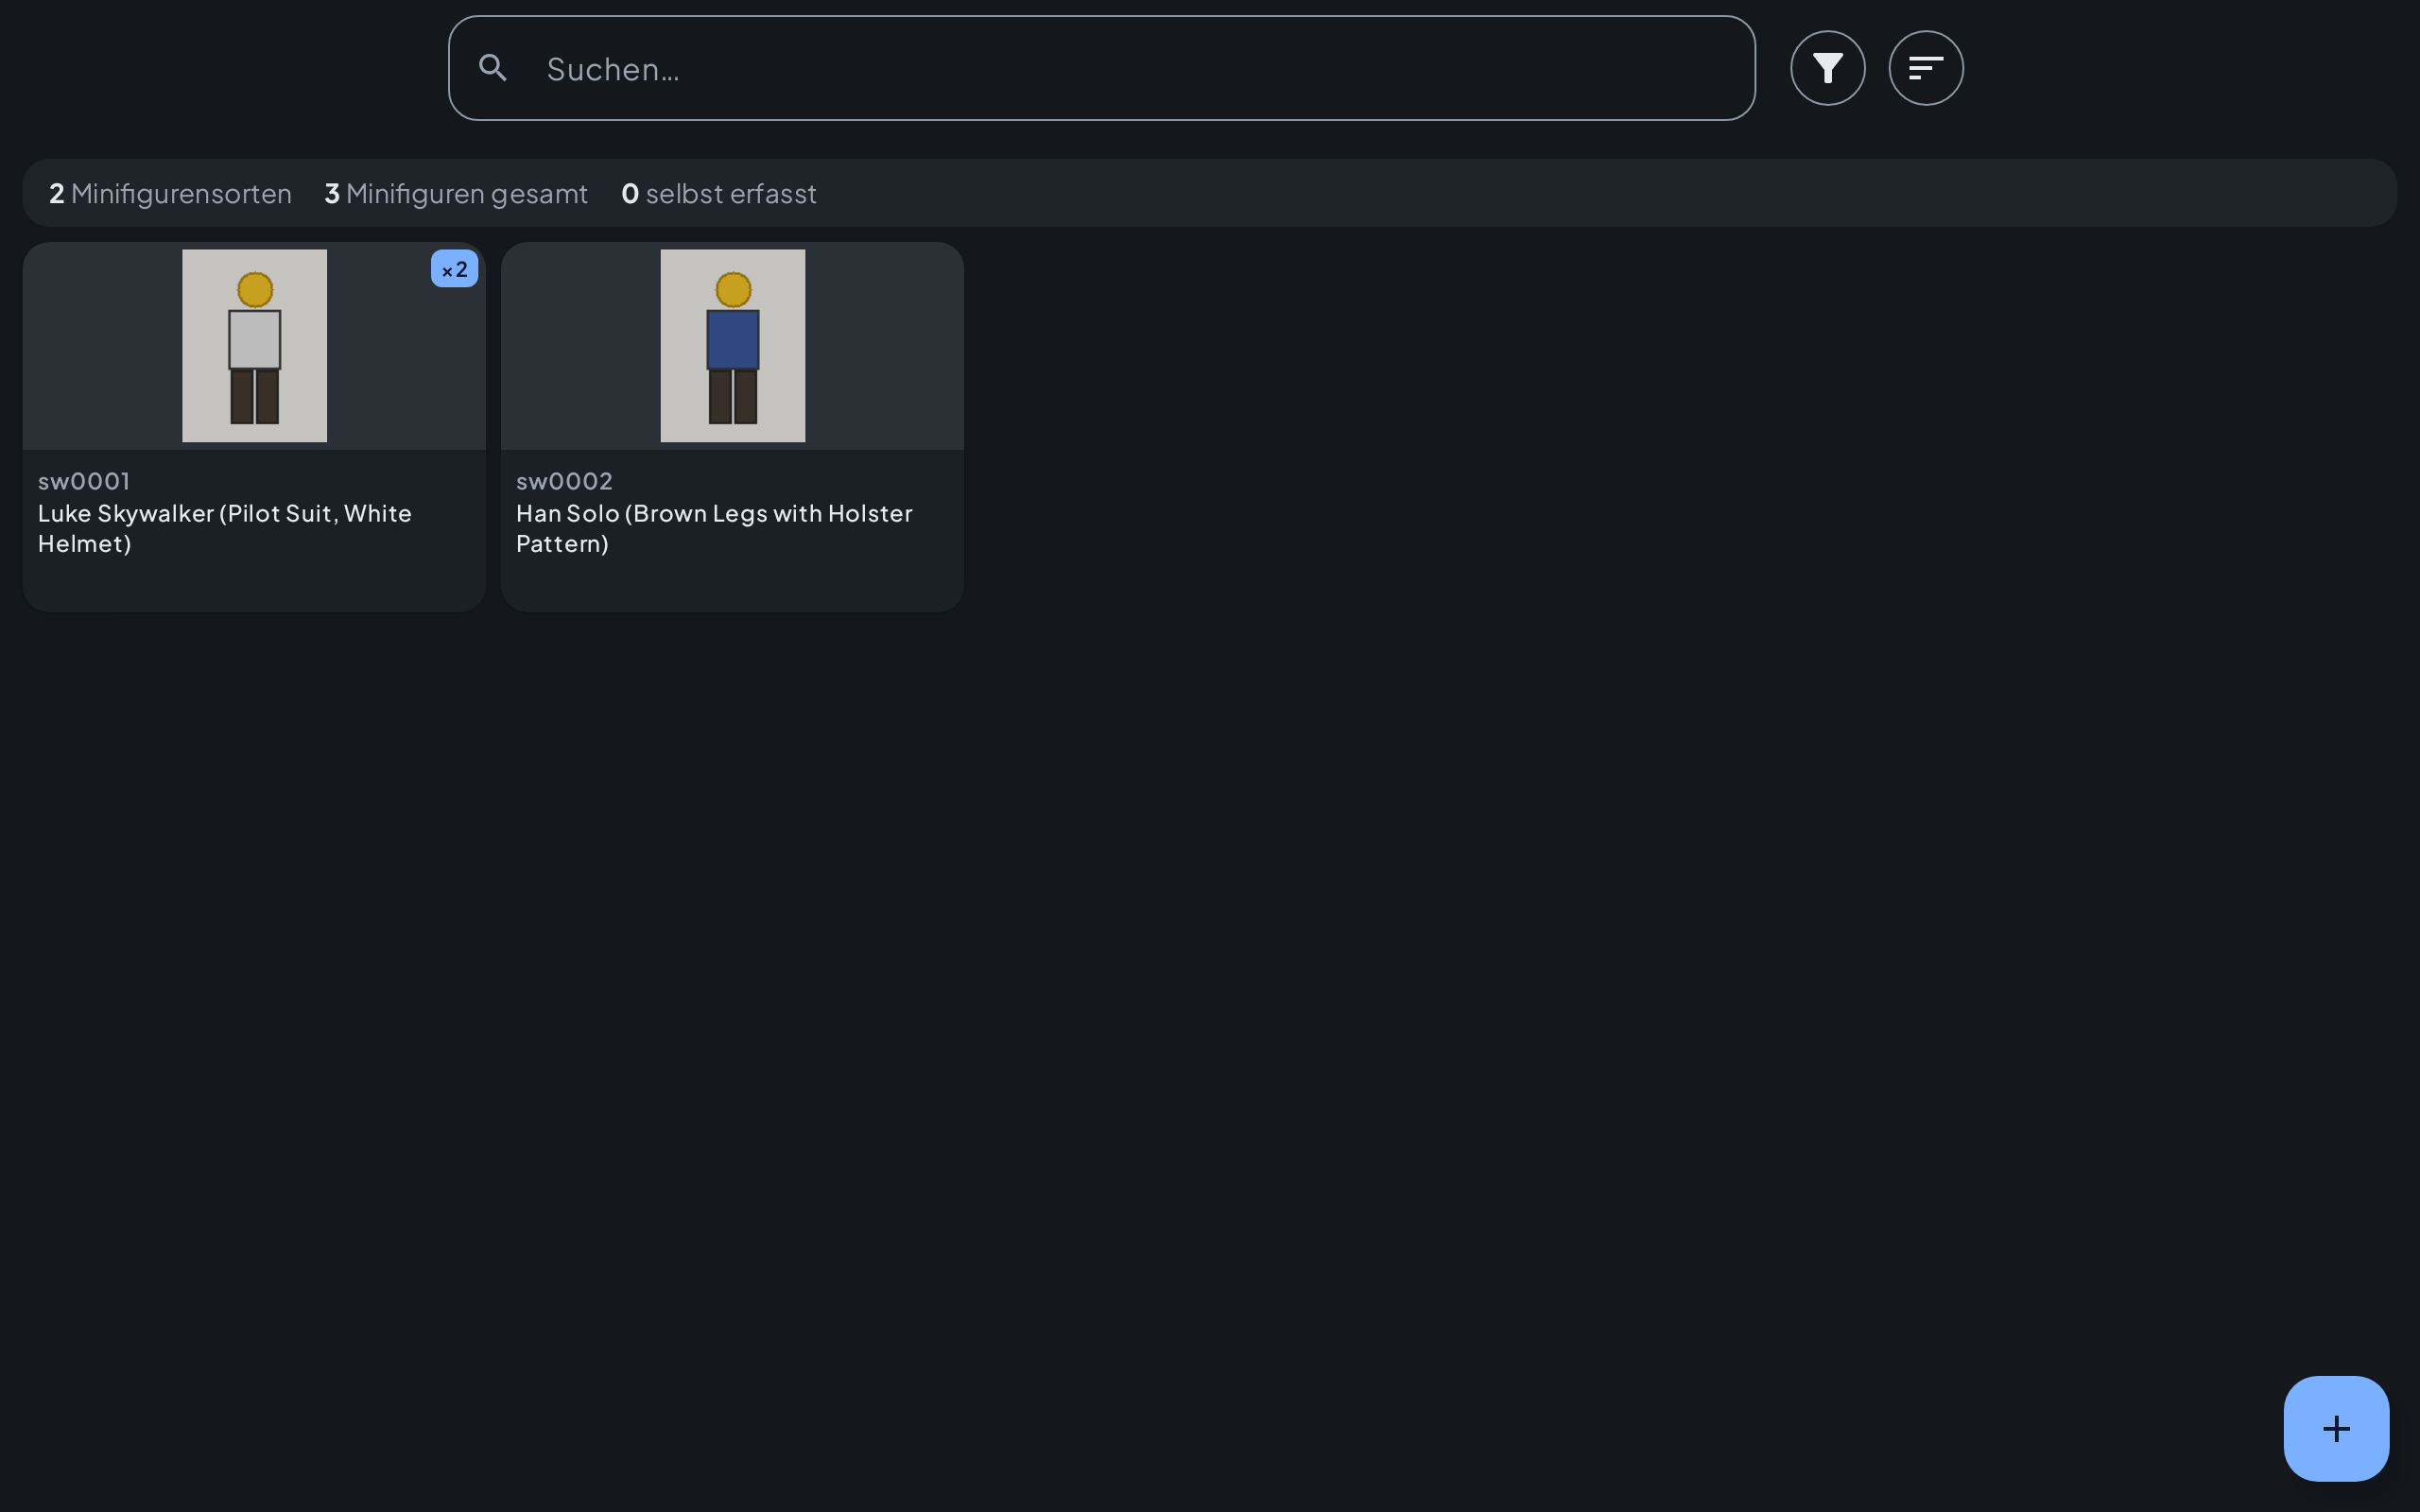 Suchen...
2 Minifigurensorten 3 Minifiguren gesamt 0 selbst erfasst
×2
sw0001
Luke Skywalker (Pilot Suit, White
Helmet)
sw0002
Han Solo (Brown Legs with Holster
Pattern)